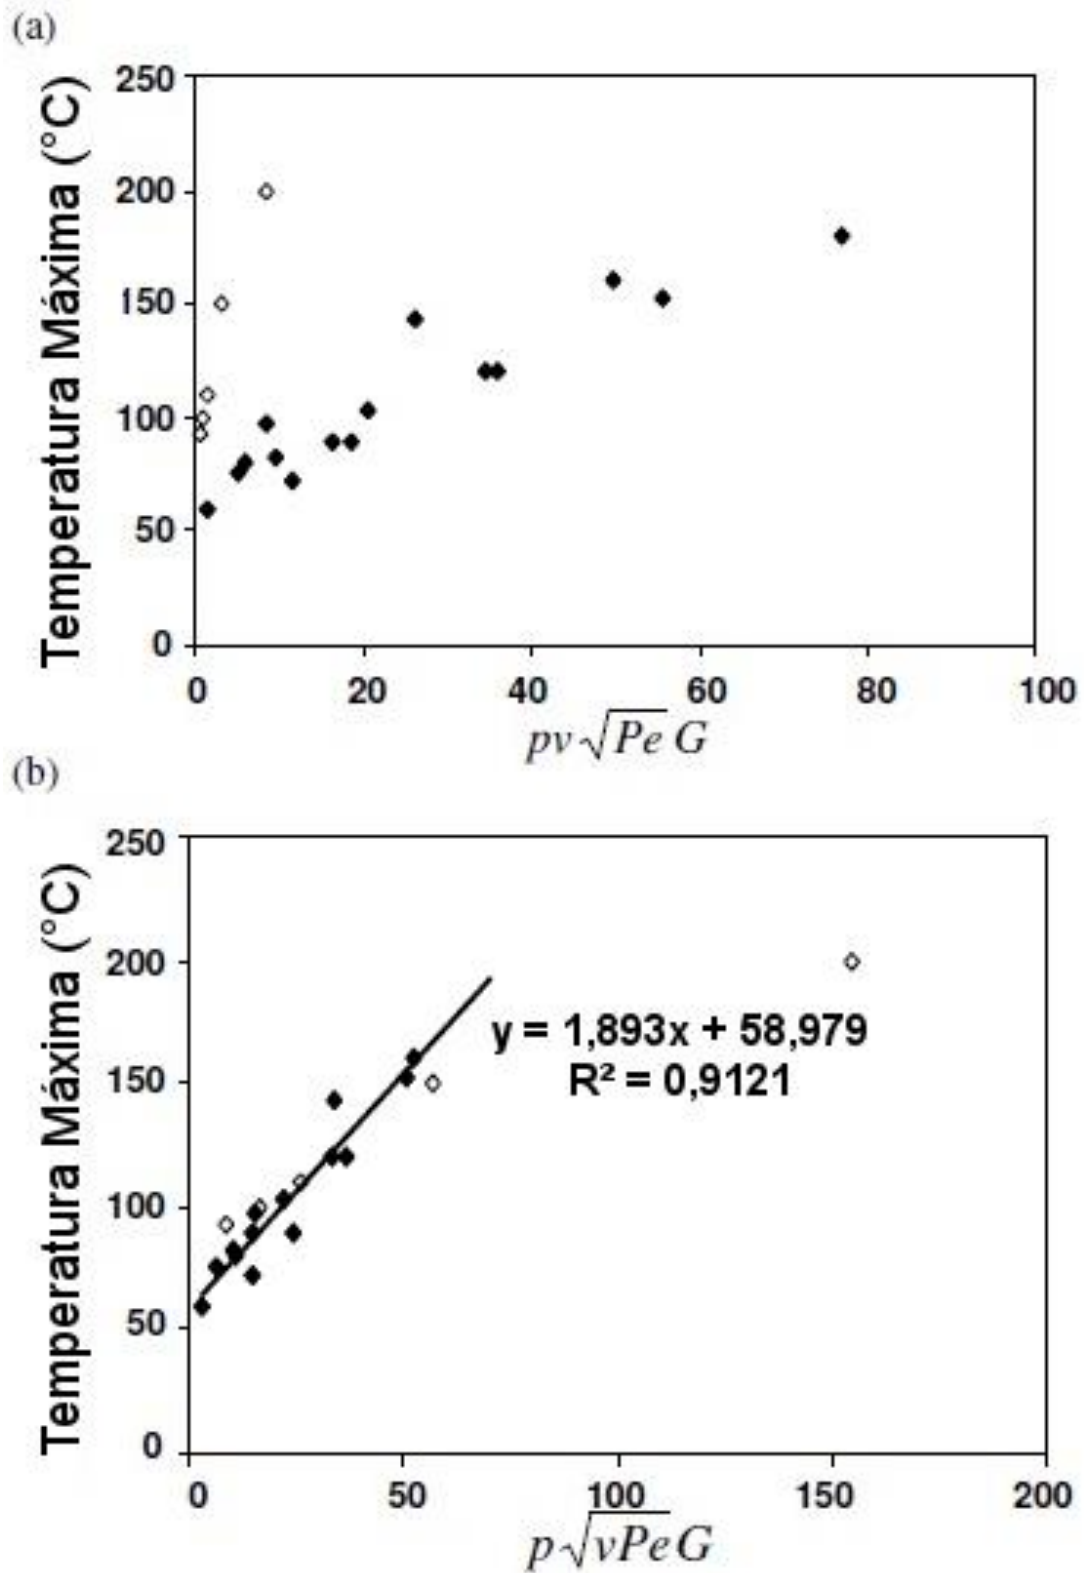 (a)
Temperatura Máxima (°C)
250
200
150
100
50
0
0 20 40 60 80 100
pv√Pe G
(b)
Temperatura Máxima (°C)
250
200
150
100
50
0
y = 1,893x + 58,979
R² = 0,9121
0 50 100 150 200
p√vPe G